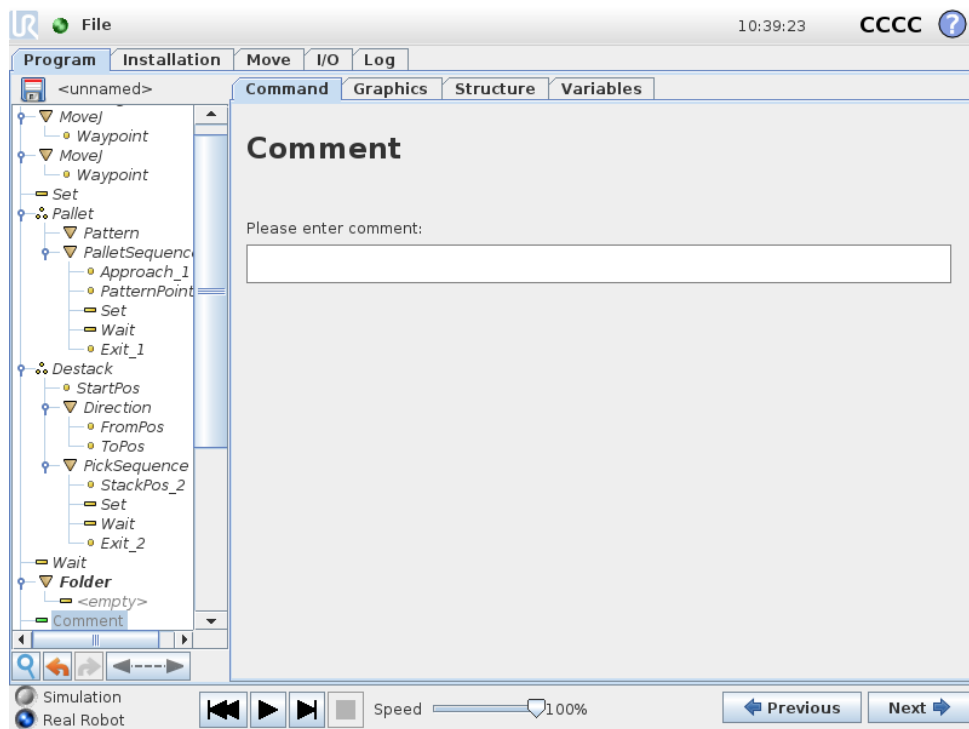 UR File 10:39:23 CCCC ?
Program Installation Move I/O Log
<unnamed> Command Graphics Structure Variables
MoveJ
Waypoint
MoveJ
Waypoint
Set
Pallet
Pattern
PalletSequenc
Approach_1
PatternPoint
Set
Wait
Exit_1
Destack
StartPos
Direction
FromPos
ToPos
PickSequence
StackPos_2
Set
Wait
Exit_2
Wait
Folder
<empty>
Comment
Comment
Please enter comment:
Simulation
Real Robot
Speed 100%
Previous Next